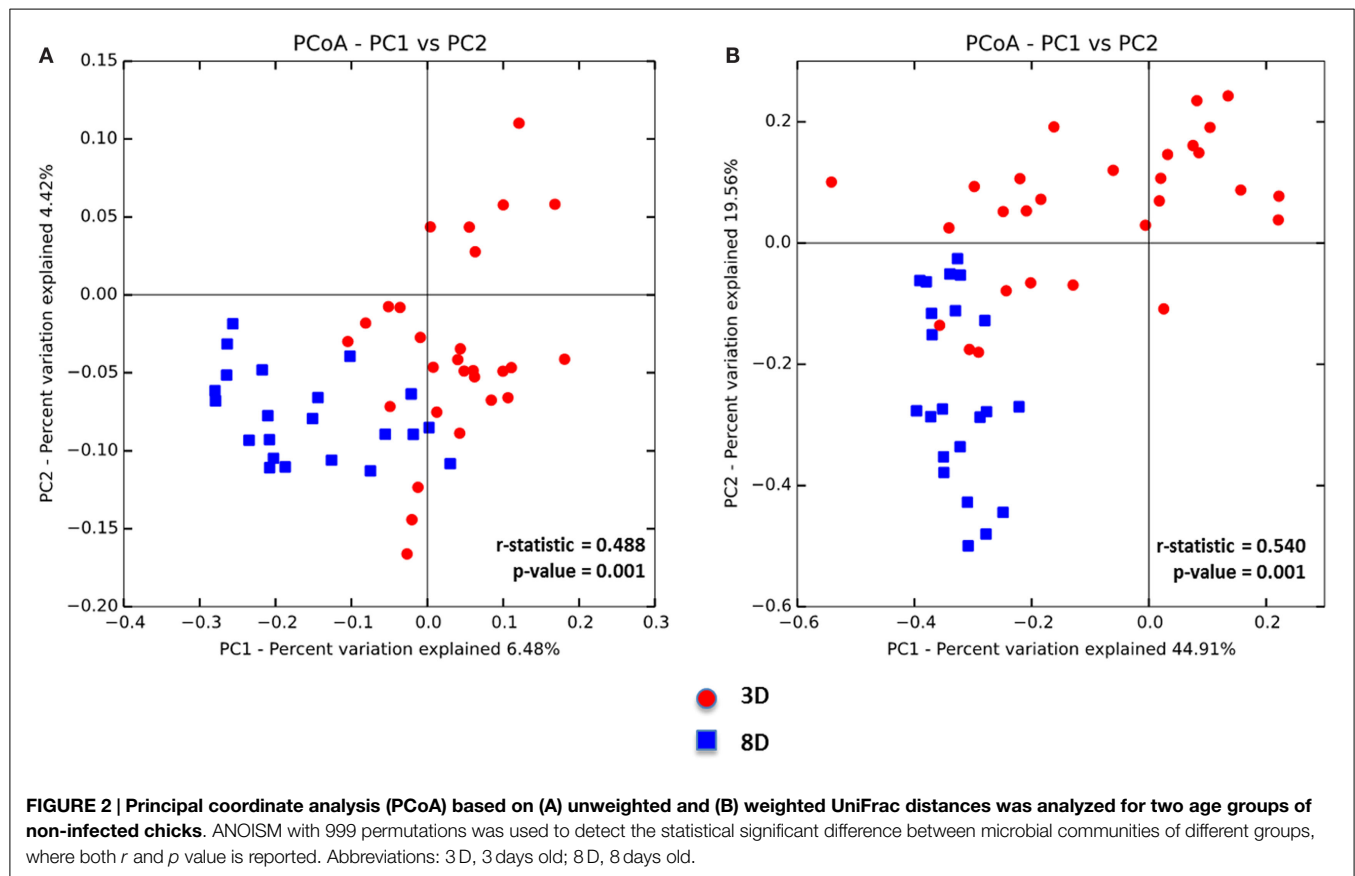 A
PCoA - PC1 vs PC2
0.15
0.10
0.05
0.00
−0.05
−0.10
−0.15
−0.20
PC2 - Percent variation explained 4.42%
r-statistic = 0.488
p-value = 0.001
−0.4 −0.3 −0.2 −0.1 0.0 0.1 0.2 0.3
PC1 - Percent variation explained 6.48%
B
PCoA - PC1 vs PC2
0.2
0.0
−0.2
−0.4
−0.6
PC2 - Percent variation explained 19.56%
r-statistic = 0.540
p-value = 0.001
−0.6 −0.4 −0.2 0.0 0.2
PC1 - Percent variation explained 44.91%
3D
8D
FIGURE 2 | Principal coordinate analysis (PCoA) based on (A) unweighted and (B) weighted UniFrac distances was analyzed for two age groups of
non-infected chicks. ANOISM with 999 permutations was used to detect the statistical significant difference between microbial communities of different groups,
where both r and p value is reported. Abbreviations: 3 D, 3 days old; 8 D, 8 days old.